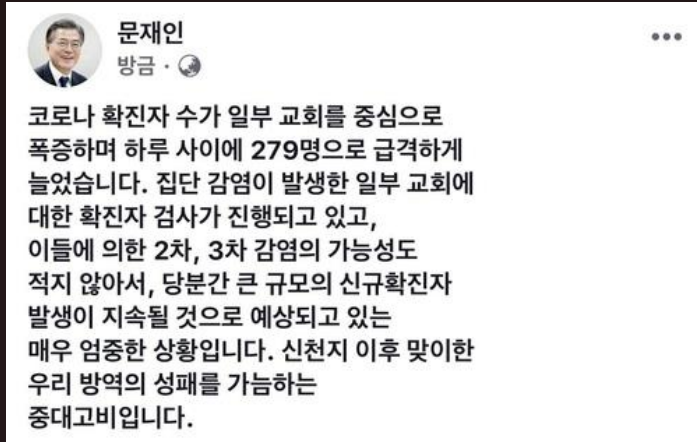 문재인
방금 ·
코로나 확진자 수가 일부 교회를 중심으로
폭증하며 하루 사이에 279명으로 급격하게
늘었습니다. 집단 감염이 발생한 일부 교회에
대한 확진자 검사가 진행되고 있고,
이들에 의한 2차, 3차 감염의 가능성도
적지 않아서, 당분간 큰 규모의 신규확진자
발생이 지속될 것으로 예상되고 있는
매우 엄중한 상황입니다. 신천지 이후 맞이한
우리 방역의 성패를 가늠하는
중대고비입니다.